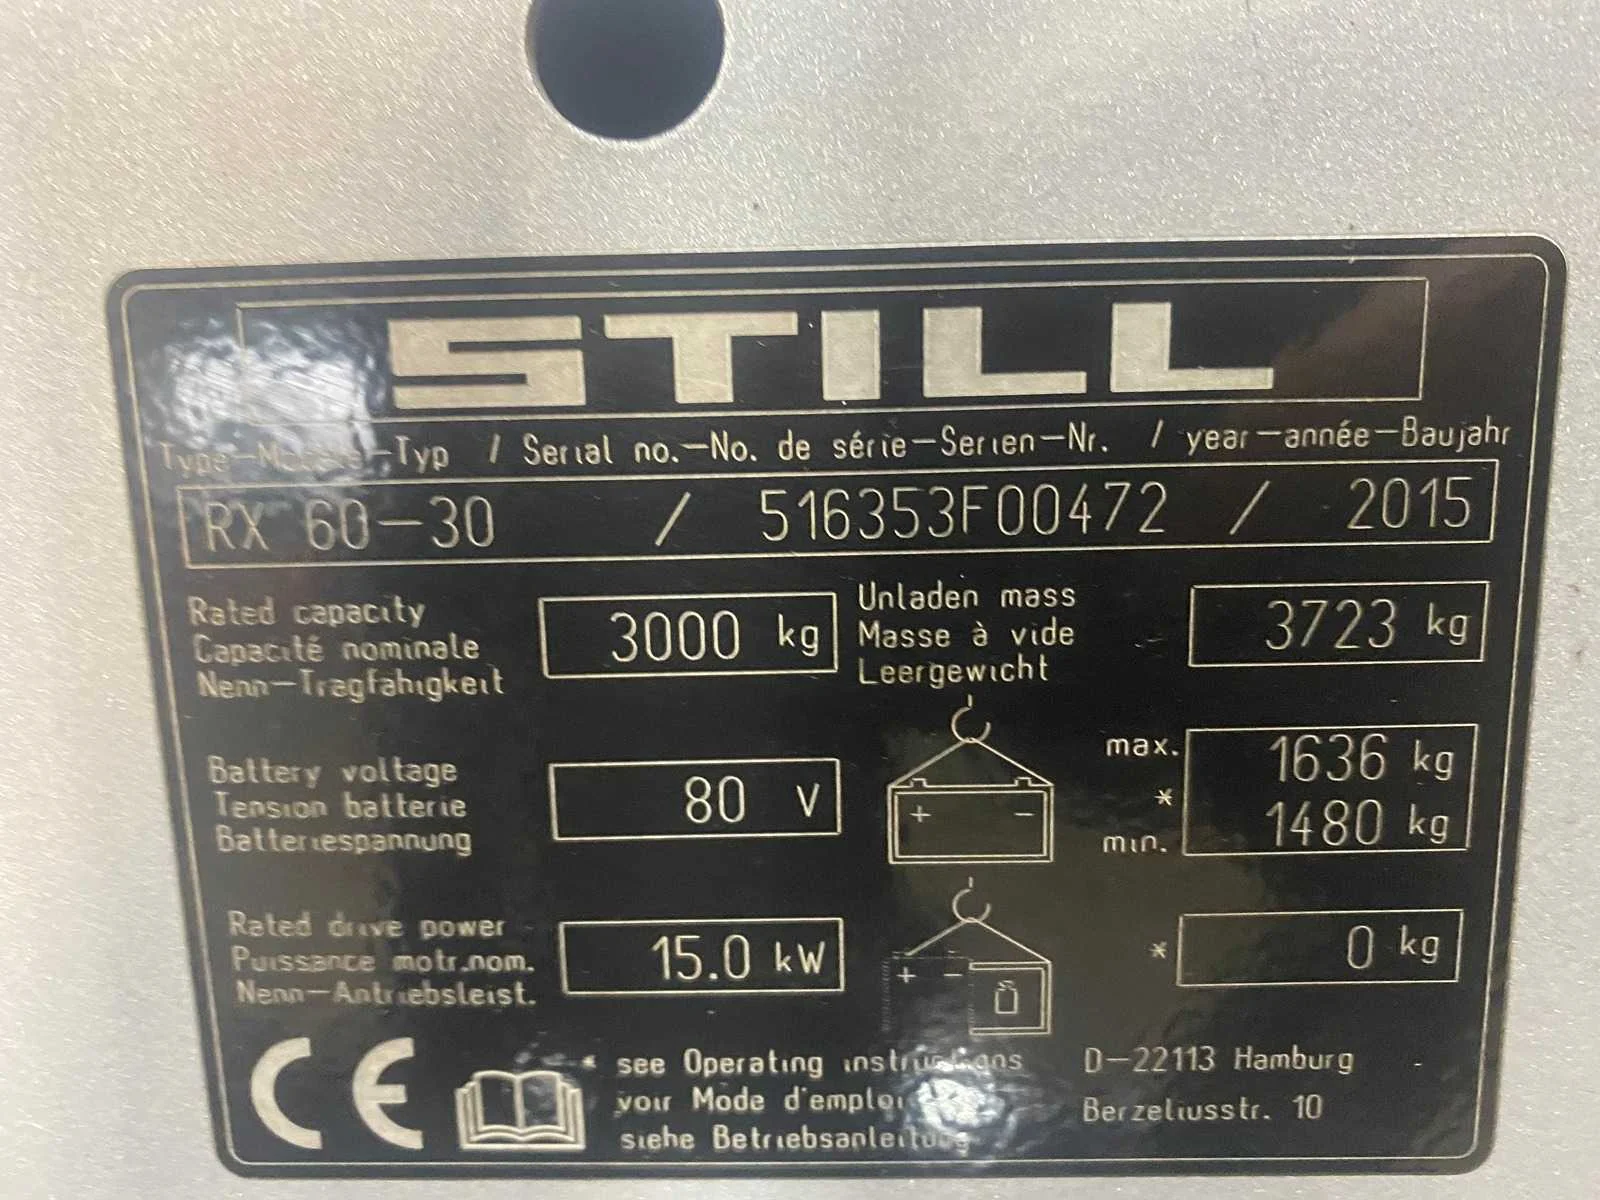 STILL
Type-Modèle-Typ / Serial no.-No. de série-Serien-Nr. / year-année-Baujahr
RX 60-30 / 516353F00472 / 2015
Rated capacity
Capacité nominale
Nenn-Tragfähigkeit
3000 kg
Unladen mass
Masse à vide
Leergewicht
3723 kg
Battery voltage
Tension batterie
Batteriespannung
80 V
+ -
max.
*
min.
1636 kg
1480 kg
Rated drive power
Puissance motr.nom.
Nenn-Antriebsleist.
15.0 kW
+ -
*
0 kg
CE
* see Operating instructions
voir Mode d'emploi
siehe Betriebsanleitung
D-22113 Hamburg
Berzeliusstr. 10